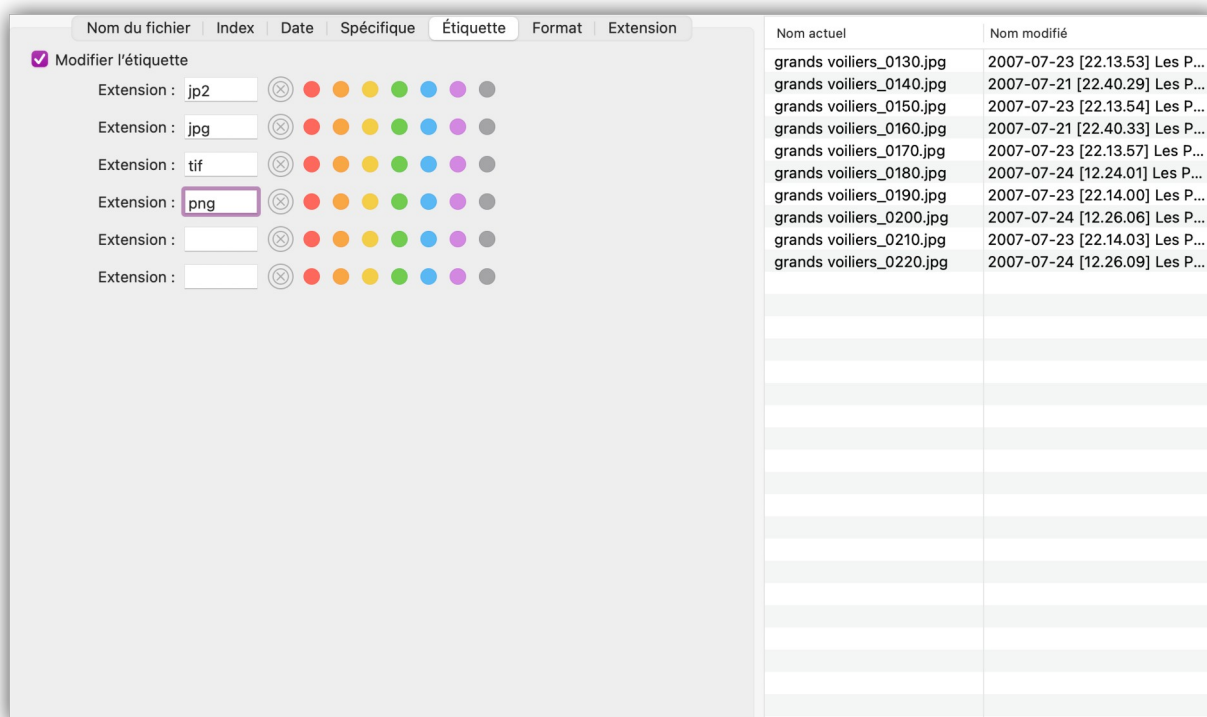 Nom du fichier Index Date Spécifique Étiquette Format Extension
Modifier l'étiquette
Extension : jp2
Extension : jpg
Extension : tif
Extension : png
Extension :
Extension :
Nom actuel Nom modifié
grands voiliers_0130.jpg 2007-07-23 [22.13.53] Les P...
grands voiliers_0140.jpg 2007-07-21 [22.40.29] Les P...
grands voiliers_0150.jpg 2007-07-23 [22.13.54] Les P...
grands voiliers_0160.jpg 2007-07-21 [22.40.33] Les P...
grands voiliers_0170.jpg 2007-07-23 [22.13.57] Les P...
grands voiliers_0180.jpg 2007-07-24 [12.24.01] Les P...
grands voiliers_0190.jpg 2007-07-23 [22.14.00] Les P...
grands voiliers_0200.jpg 2007-07-24 [12.26.06] Les P...
grands voiliers_0210.jpg 2007-07-23 [22.14.03] Les P...
grands voiliers_0220.jpg 2007-07-24 [12.26.09] Les P...